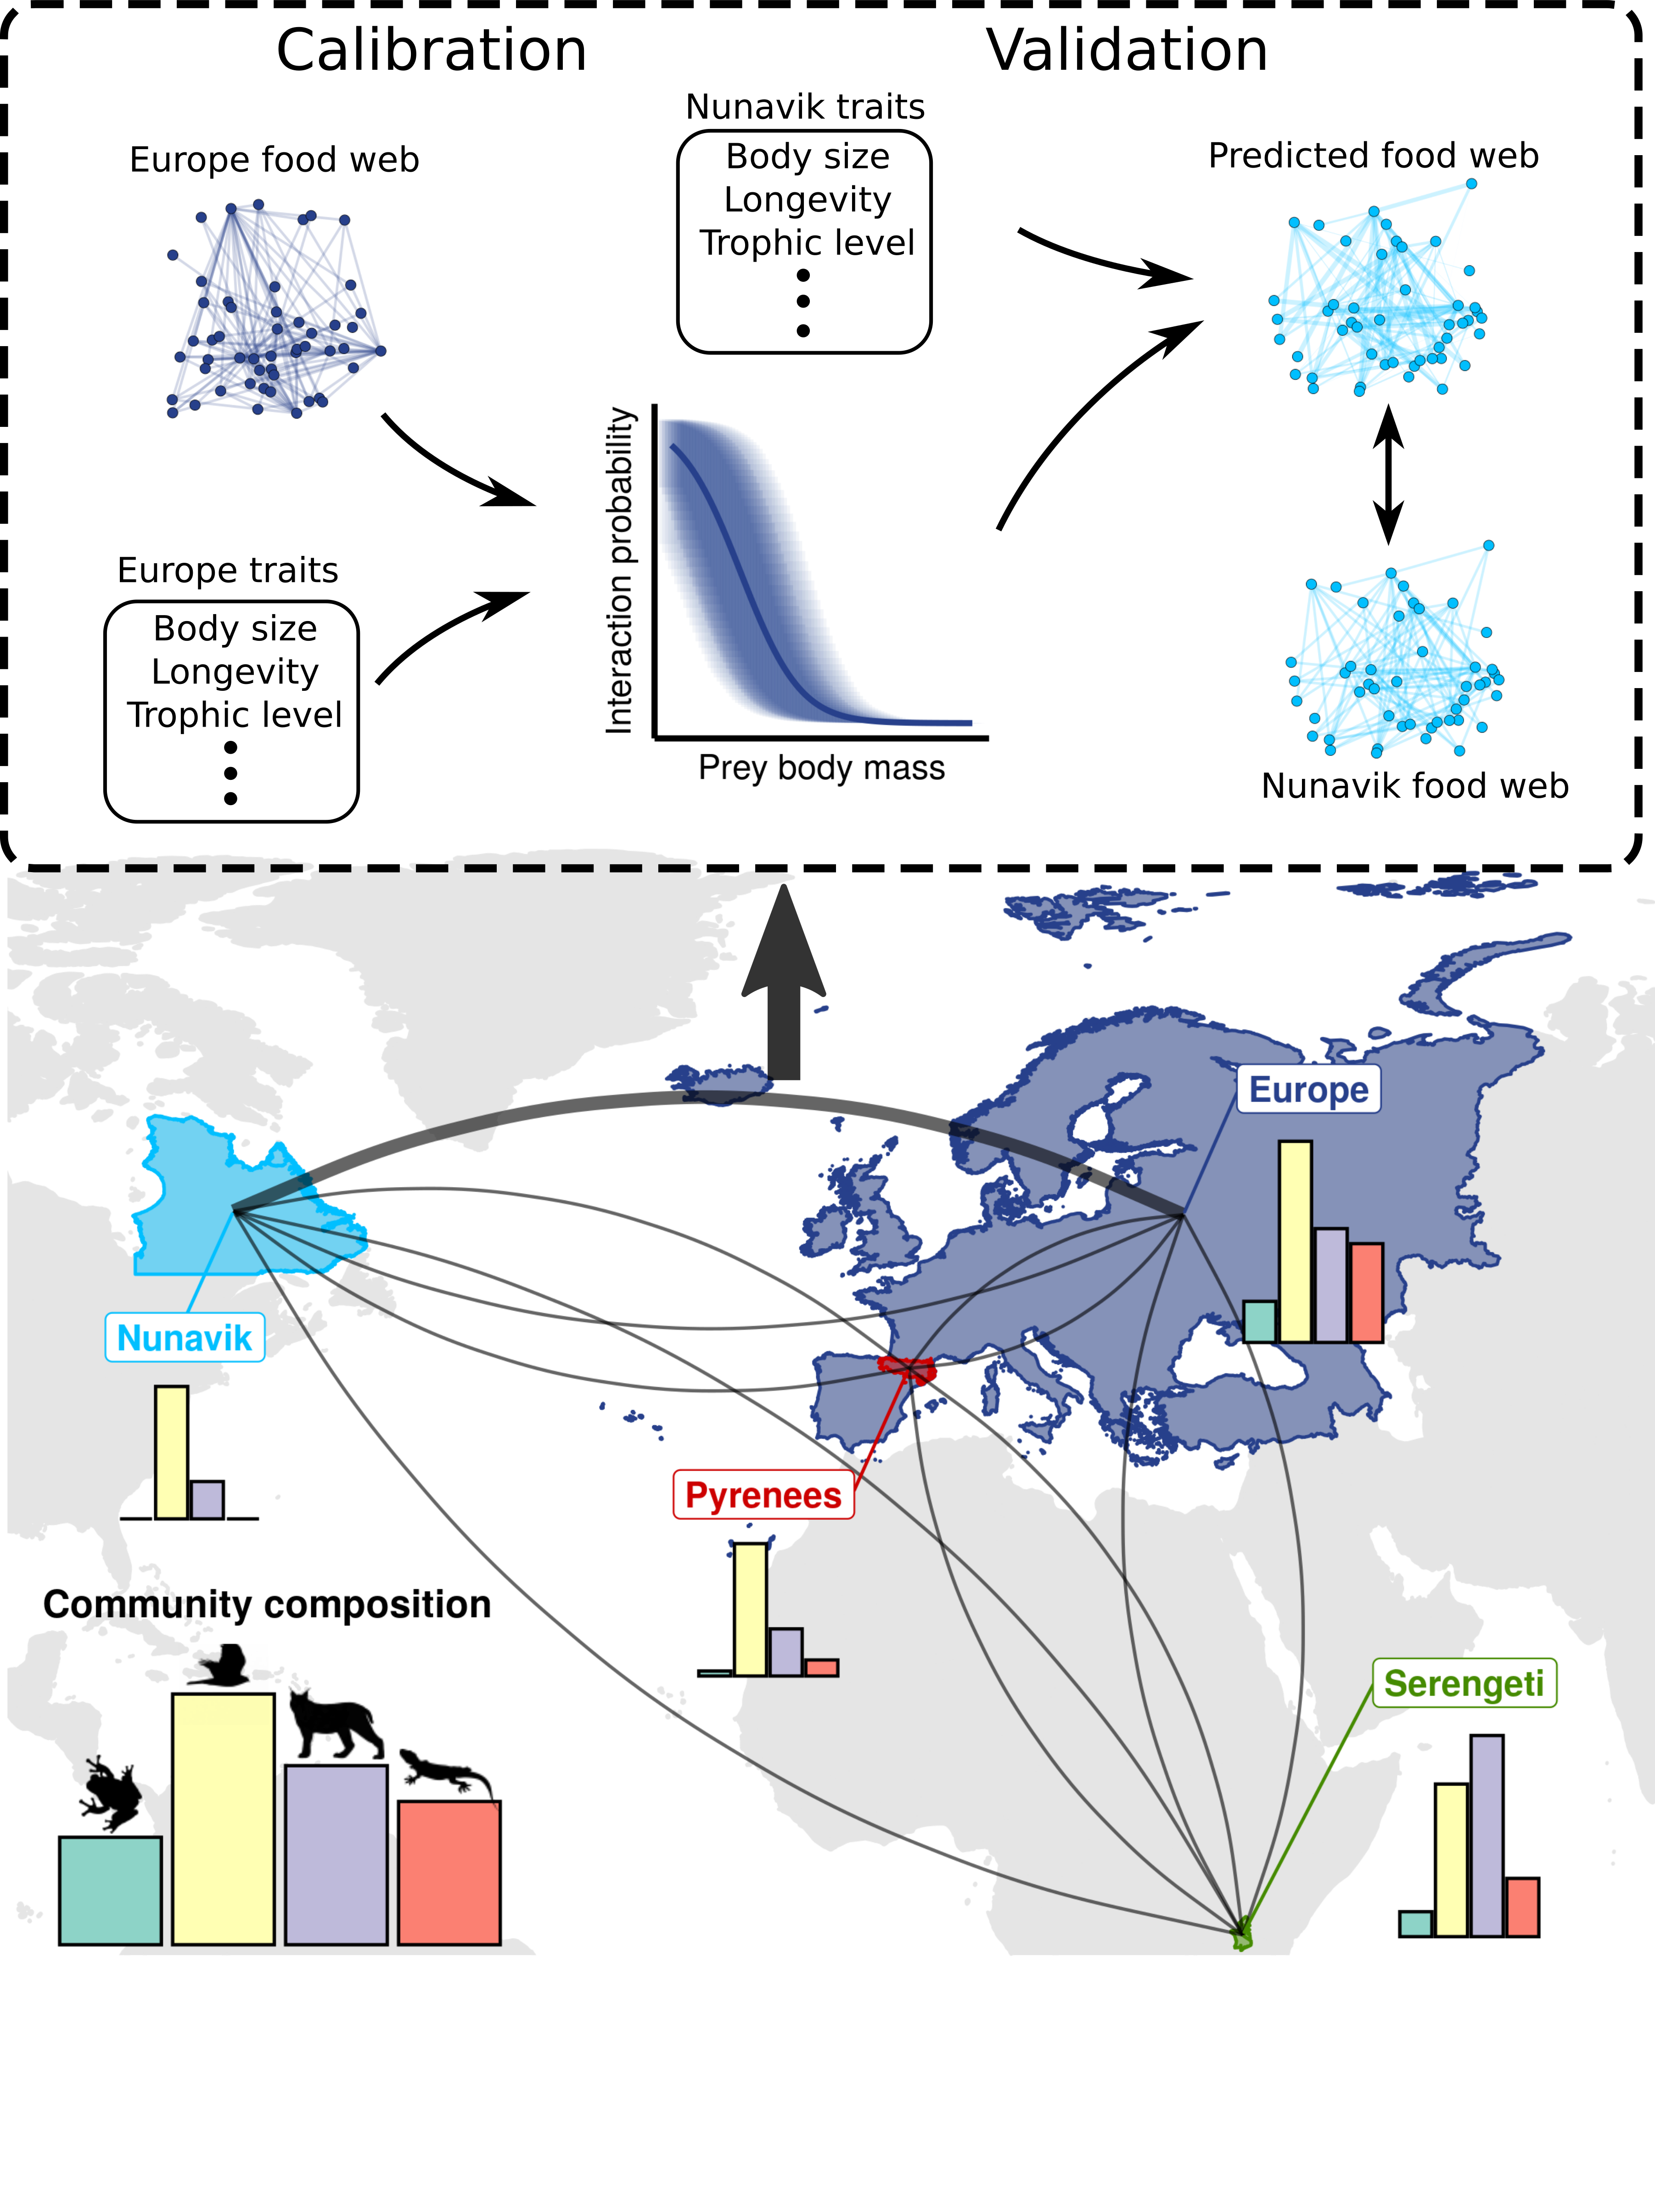 Calibration
Validation
Nunavik traits
Body size
Longevity
Trophic level
Europe food web
Predicted food web
Interaction probability
Prey body mass
Europe traits
Body size
Longevity
Trophic level
Nunavik food web
Europe
Nunavik
Pyrenees
Community composition
Serengeti